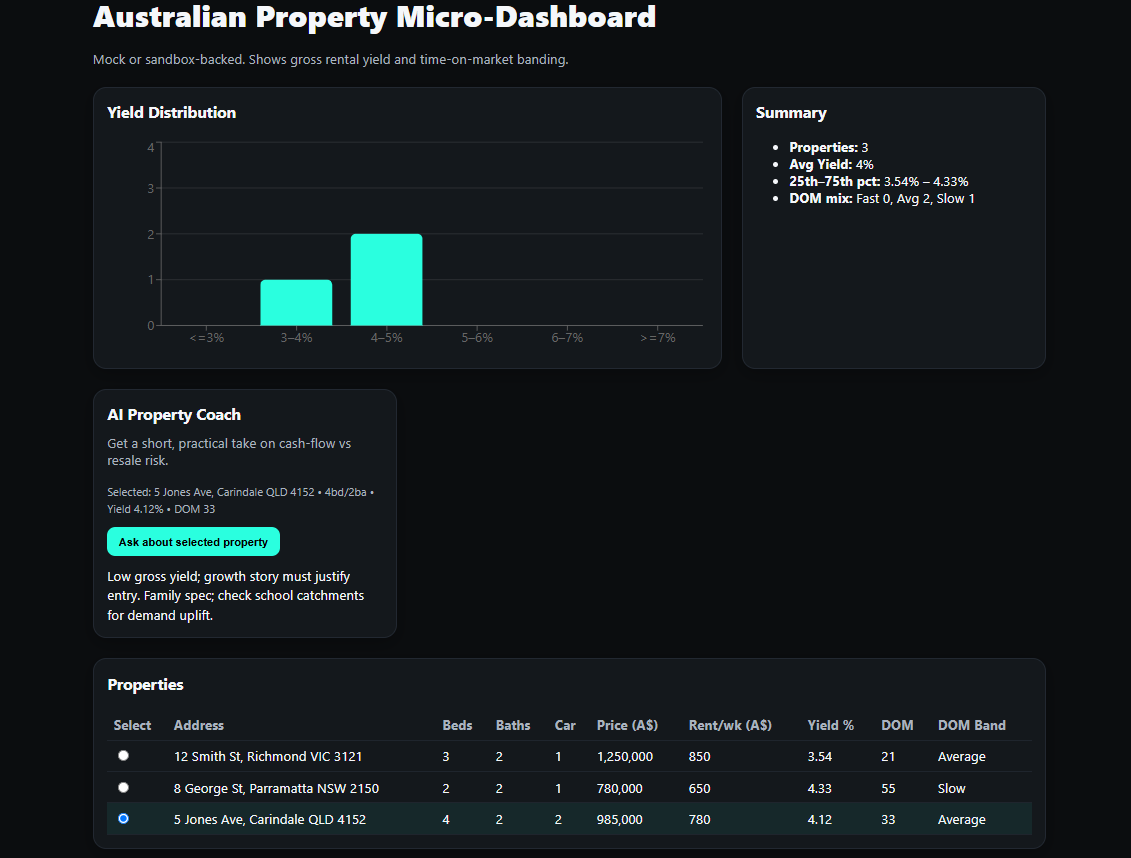 Australian Property Micro-Dashboard
Mock or sandbox-backed. Shows gross rental yield and time-on-market banding.
Yield Distribution
4
3
2
1
0
<=3% 3–4% 4–5% 5–6% 6–7% >=7%
Summary
• Properties: 3
• Avg Yield: 4%
• 25th–75th pct: 3.54% – 4.33%
• DOM mix: Fast 0, Avg 2, Slow 1
AI Property Coach
Get a short, practical take on cash-flow vs
resale risk.
Selected: 5 Jones Ave, Carindale QLD 4152 • 4bd/2ba •
Yield 4.12% • DOM 33
Ask about selected property
Low gross yield; growth story must justify
entry. Family spec; check school catchments
for demand uplift.
Properties
Select Address Beds Baths Car Price (A$) Rent/wk (A$) Yield % DOM DOM Band
12 Smith St, Richmond VIC 3121 3 2 1 1,250,000 850 3.54 21 Average
8 George St, Parramatta NSW 2150 2 2 1 780,000 650 4.33 55 Slow
5 Jones Ave, Carindale QLD 4152 4 2 2 985,000 780 4.12 33 Average